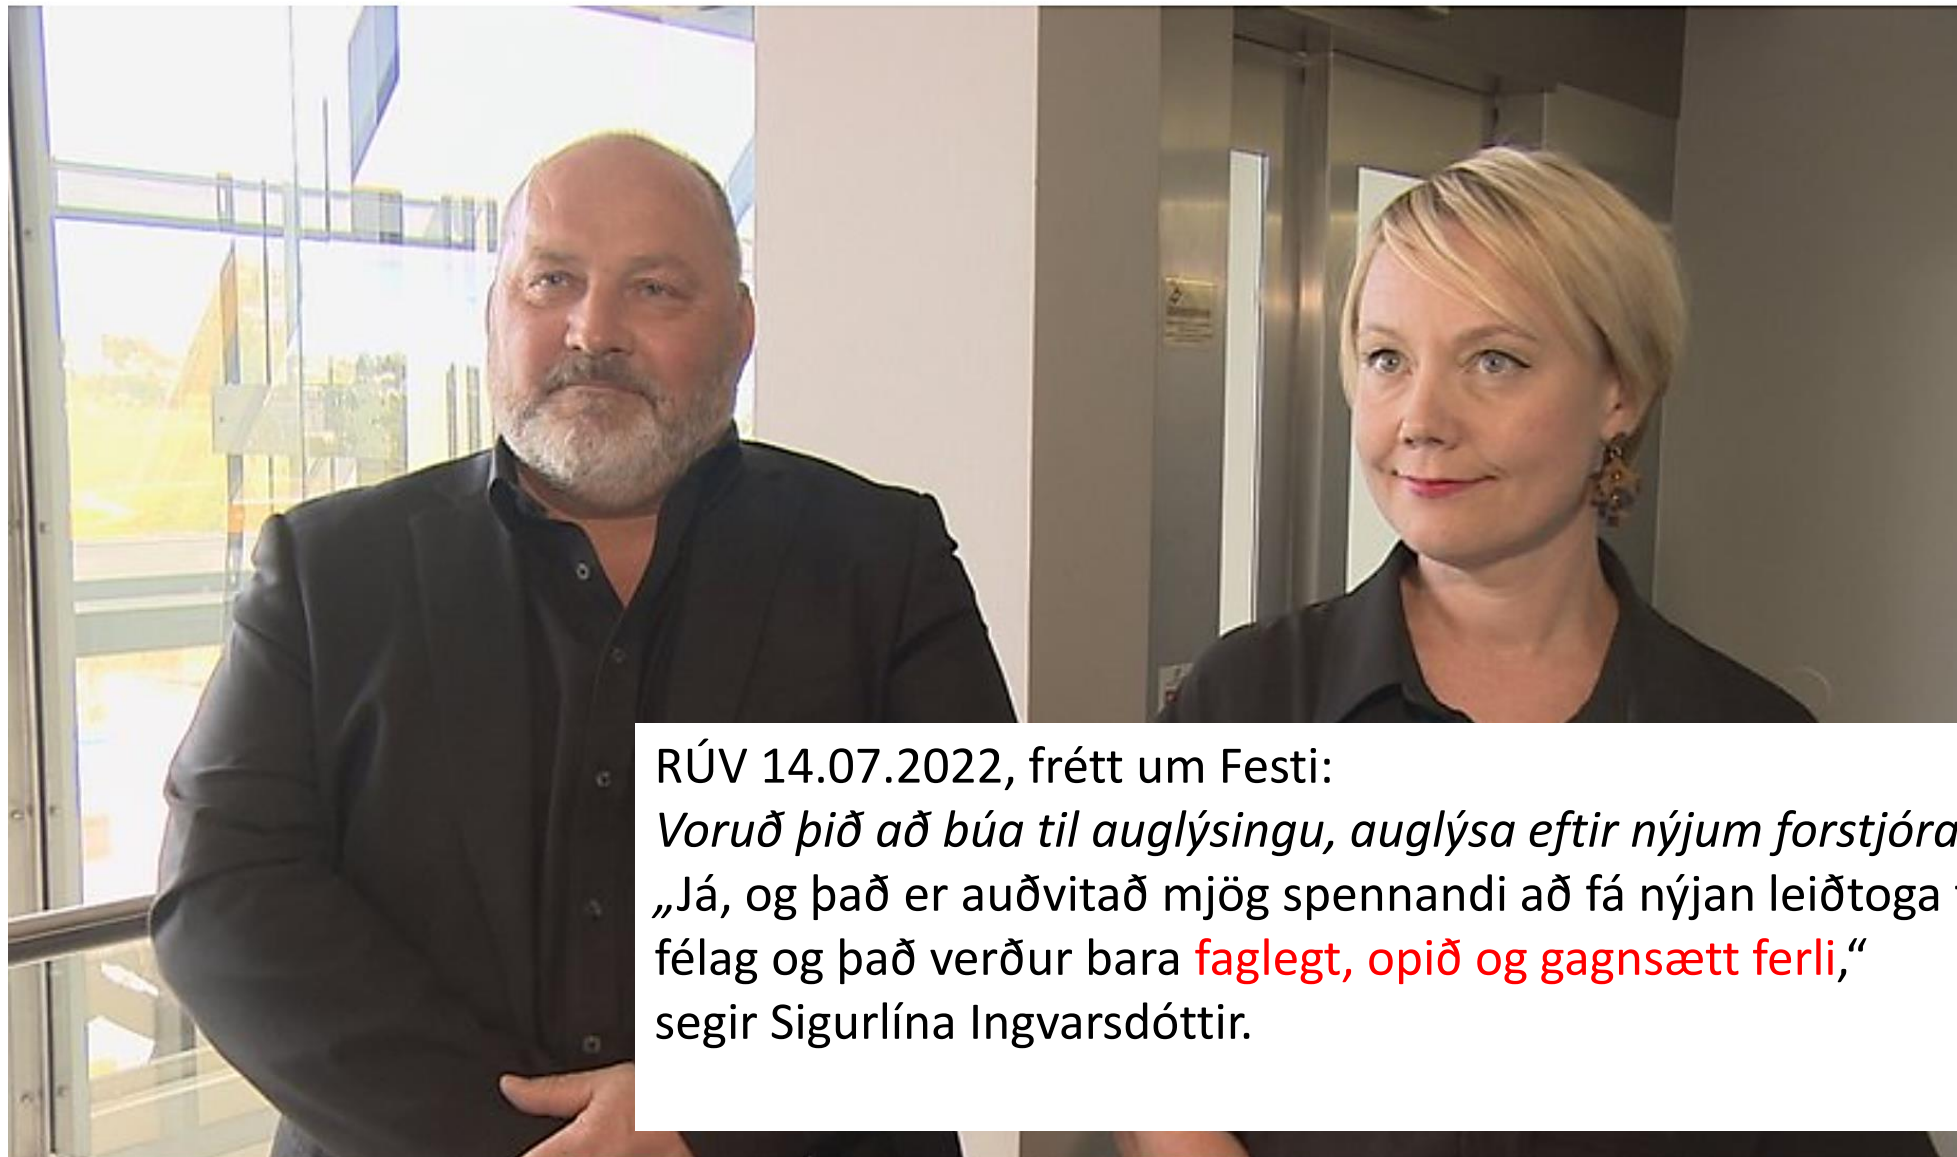 RÚV 14.07.2022, frétt um Festi:
Voruð þið að búa til auglýsingu, auglýsa eftir nýjum forstjóra
„Já, og það er auðvitað mjög spennandi að fá nýjan leiðtoga
félag og það verður bara faglegt, opið og gagnsætt ferli,“
segir Sigurlína Ingvarsdóttir.